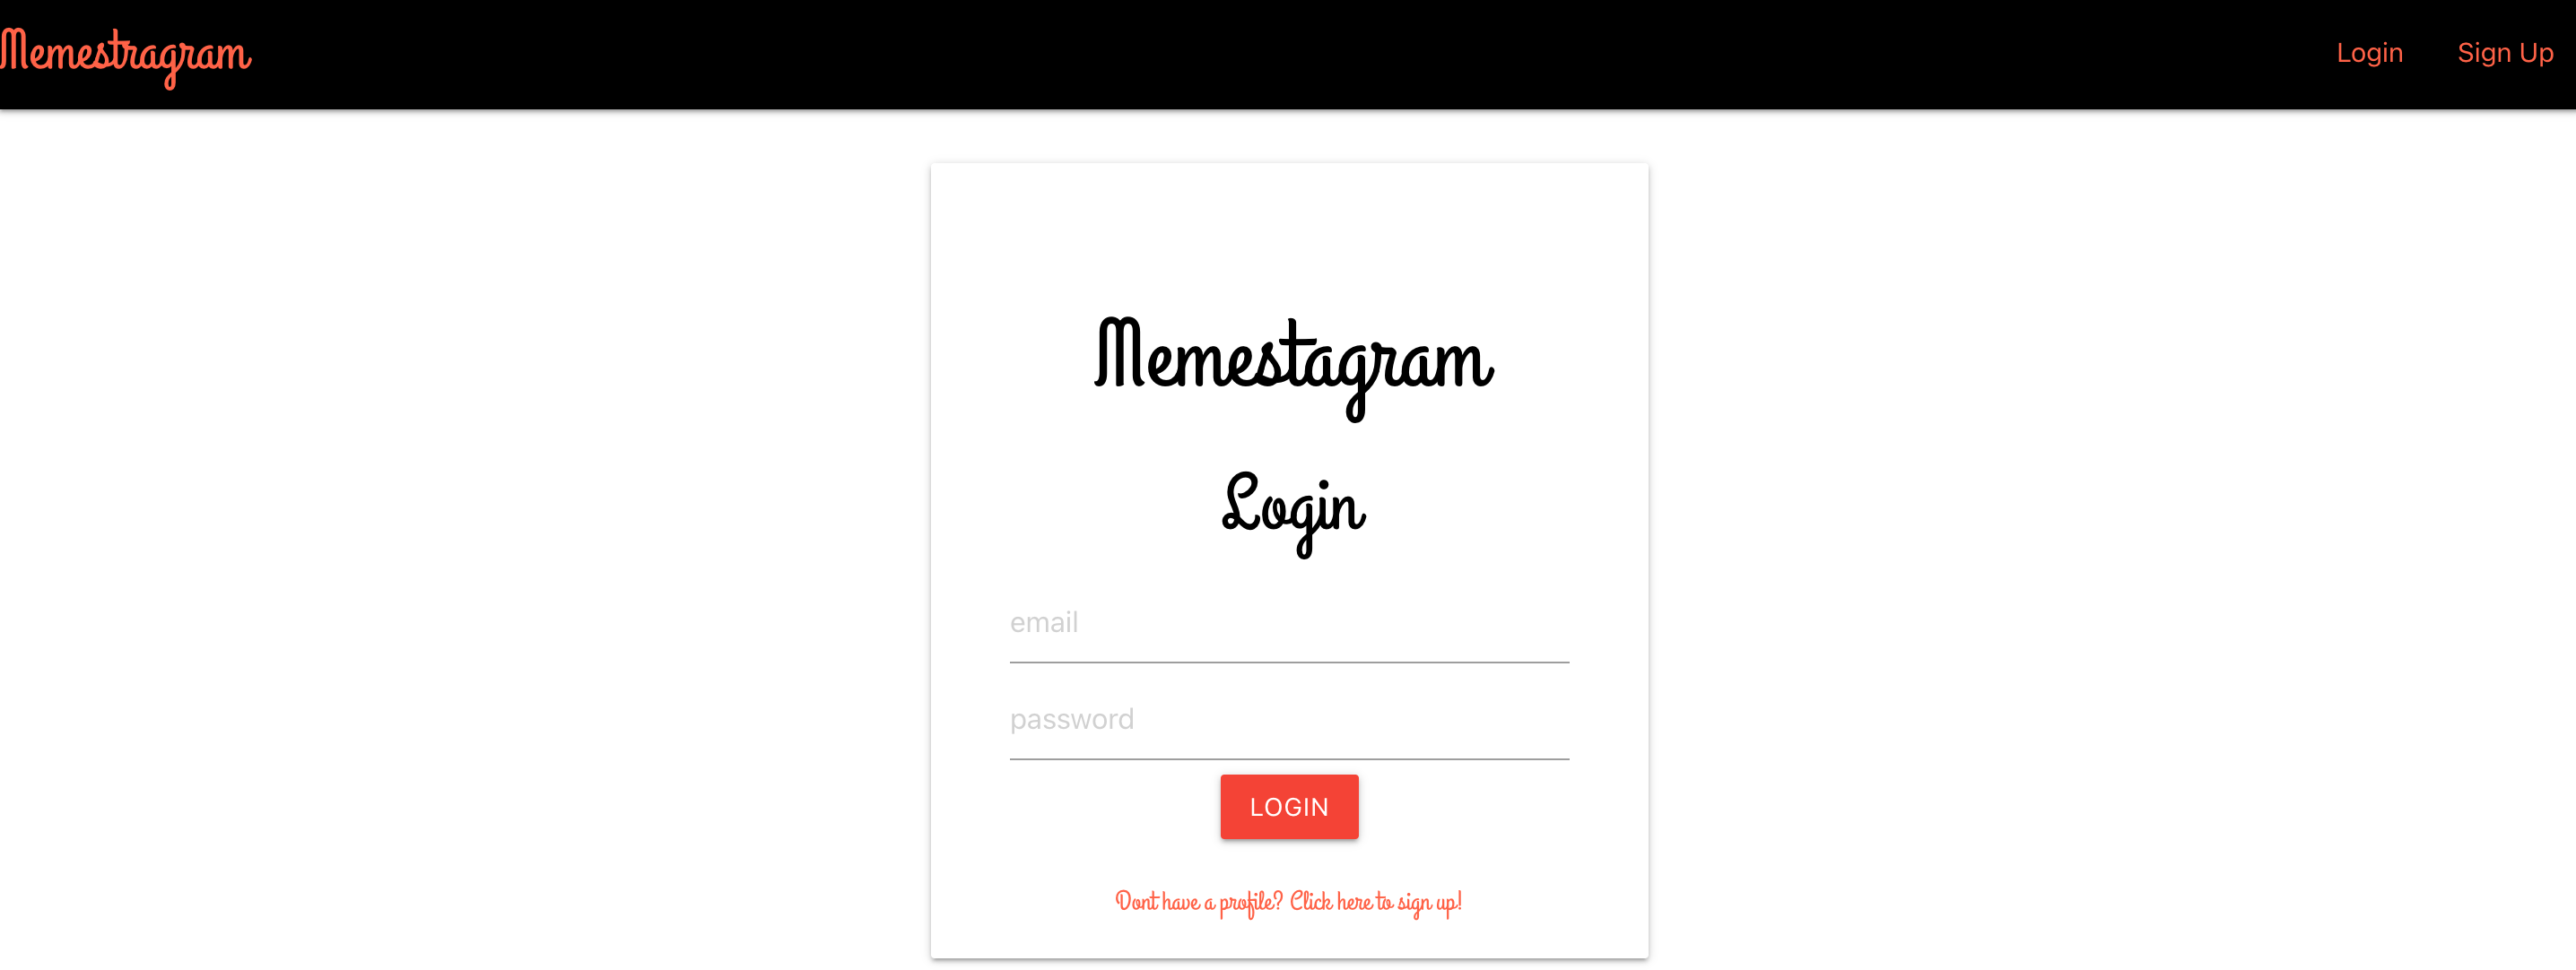 Memestragram
Login
Sign Up
Memestagram
Login
email
password
LOGIN
Dont have a profile? Click here to sign up!